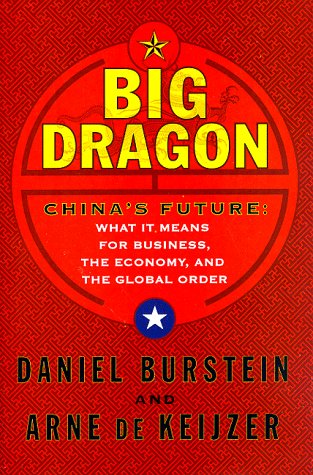 BIG
DRAGON
CHINA'S FUTURE:
WHAT IT MEANS
FOR BUSINESS,
THE ECONOMY, AND
THE GLOBAL ORDER
DANIEL BURSTEIN
AND
ARNE DE KEIJZER